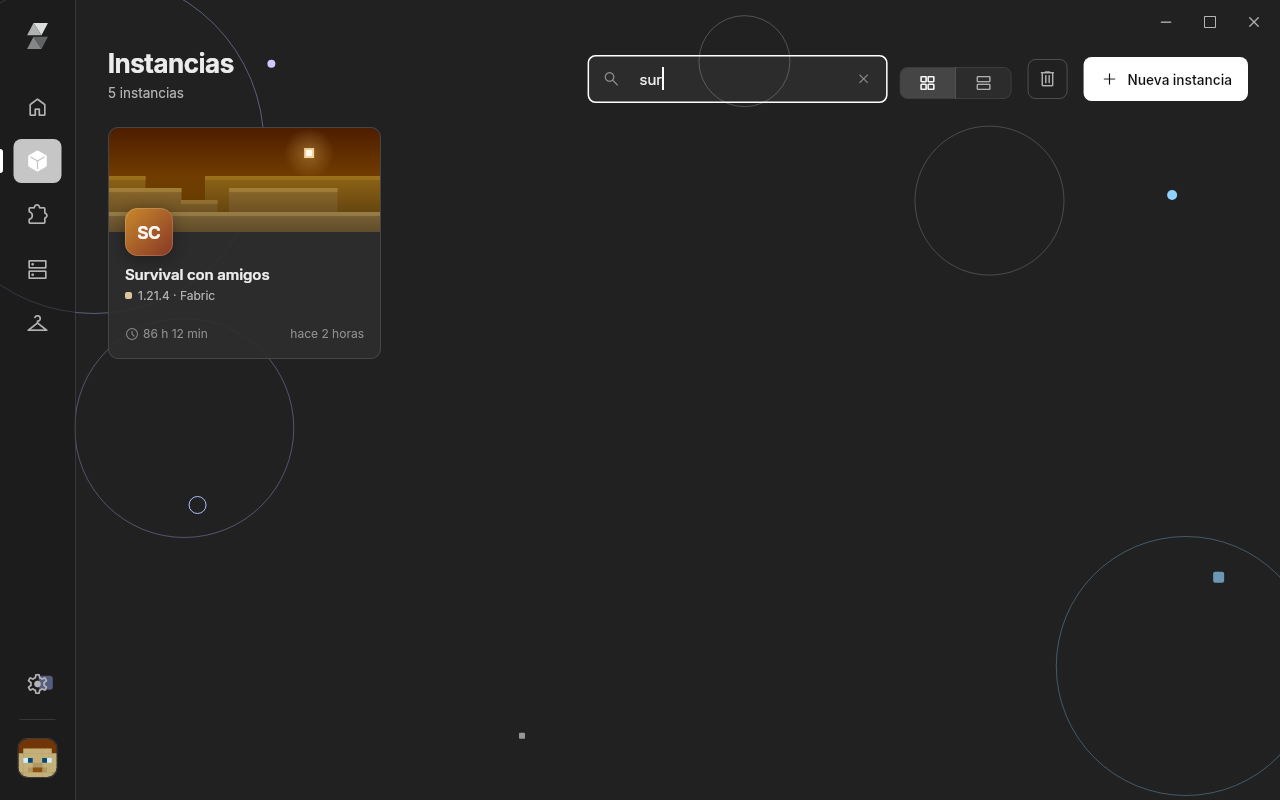 Instancias
5 instancias
sur
Nueva instancia
SC
Survival con amigos
1.21.4 · Fabric
86 h 12 min
hace 2 horas